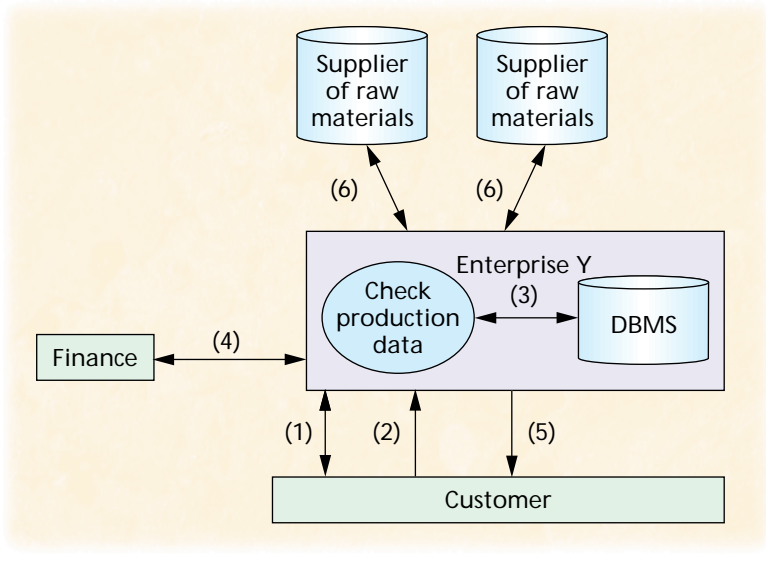 Supplier
of raw
materials
Supplier
of raw
materials
(6)
(6)
Enterprise Y
Check
production
data
(3)
DBMS
Finance
(4)
(1)
(2)
(5)
Customer